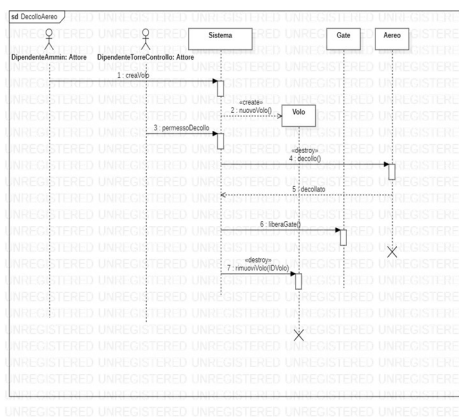 sd DecolloAereo
Sistema
Gate
Aereo
DipendenteAmmin: Attore
DipendenteTorreControllo: Attore
1 : creaVolo
«create»
2 : nuovoVolo()
Volo
3 : permessoDecollo
«destroy»
4 : decollo()
5 : decollato
6 : liberaGate()
«destroy»
7 : rimuoviVolo(IDVolo)
UNREGISTERED